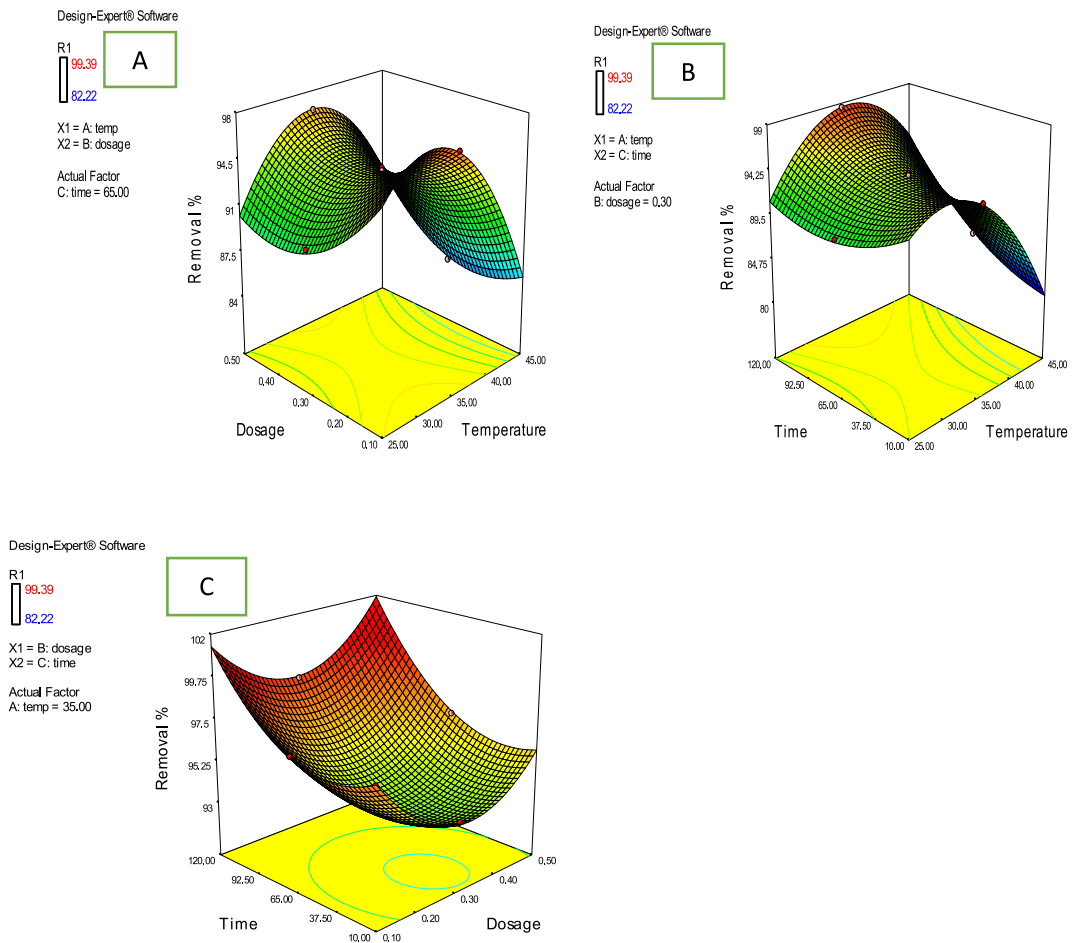 Design-Expert® Software
R1
99.39
82.22
A
X1 = A: temp
X2 = B: dosage
Actual Factor
C: time = 65.00
98
94.5
91
87.5
84
Removal %
0.50
0.40
0.30
0.20
0.10
Dosage
25.00
30.00
35.00
40.00
45.00
Temperature
Design-Expert® Software
R1
99.39
82.22
B
X1 = A: temp
X2 = C: time
Actual Factor
B: dosage = 0.30
99
94.25
89.5
84.75
80
Removal %
120.00
92.50
65.00
37.50
10.00
Time
25.00
30.00
35.00
40.00
45.00
Temperature
Design-Expert® Software
R1
99.39
82.22
C
X1 = B: dosage
X2 = C: time
Actual Factor
A: temp = 35.00
102
99.75
97.5
95.25
93
Removal %
120.00
92.50
65.00
37.50
10.00
Time
0.10
0.20
0.30
0.40
0.50
Dosage